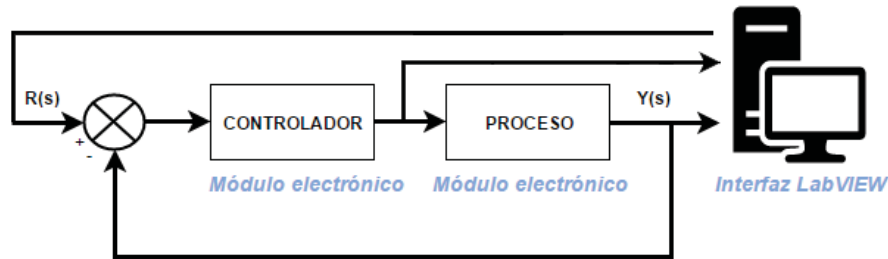 R(s)
+
-
CONTROLADOR
PROCESO
Y(s)
Módulo electrónico
Módulo electrónico
Interfaz LabVIEW